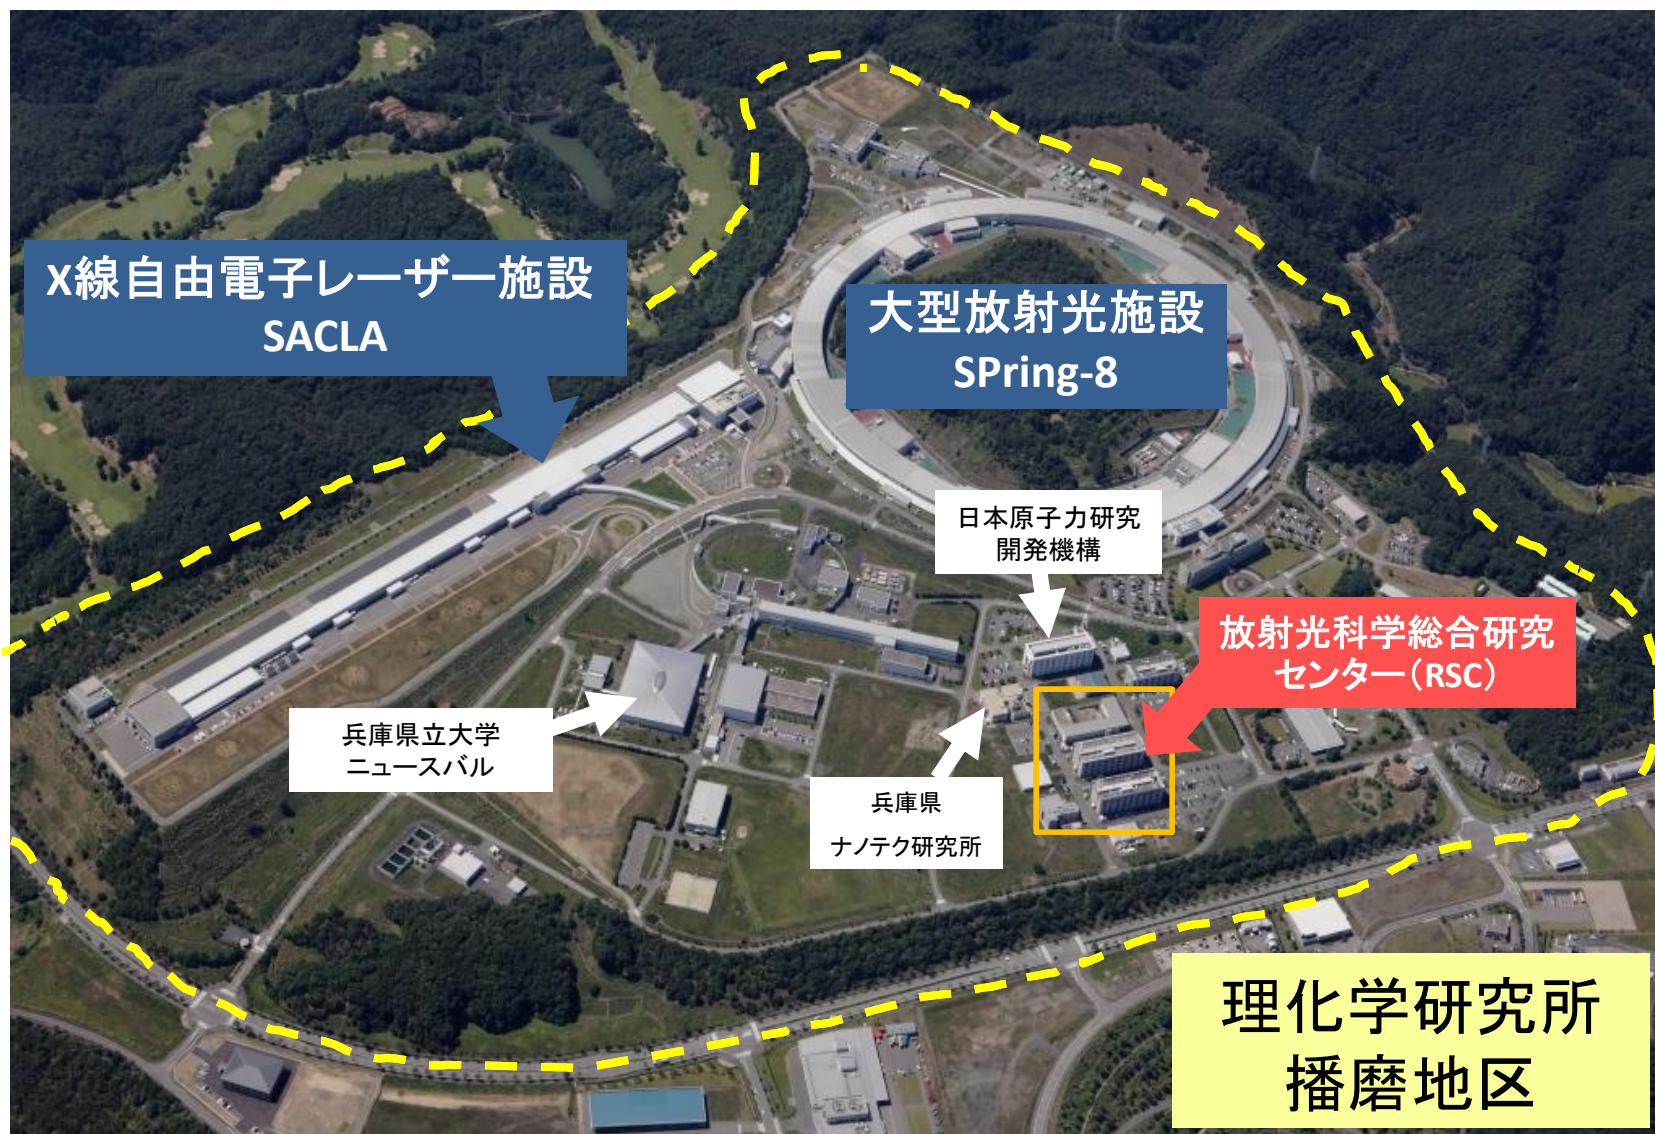 X線自由電子レーザー施設
SACLA
大型放射光施設
SPring-8
日本原子力研究
開発機構
放射光科学総合研究
センター（RSC）
兵庫県立大学
ニュースバル
兵庫県
ナノテク研究所
理化学研究所
播磨地区